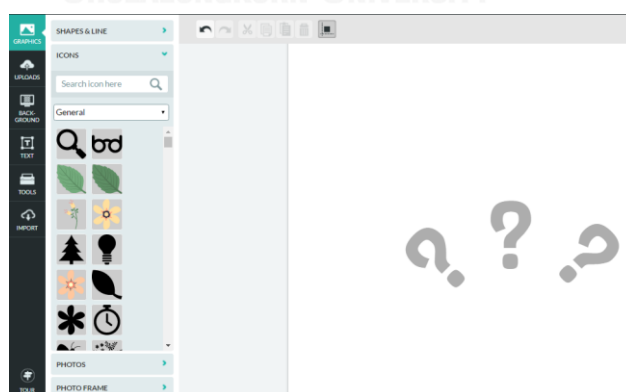 GRAPHICS
UPLOADS
BACK-
GROUND
TEXT
TOOLS
IMPORT
TOUR
SHAPES & LINE
ICONS
Search icon here
General
PHOTOS
PHOTO FRAME
? ? ?